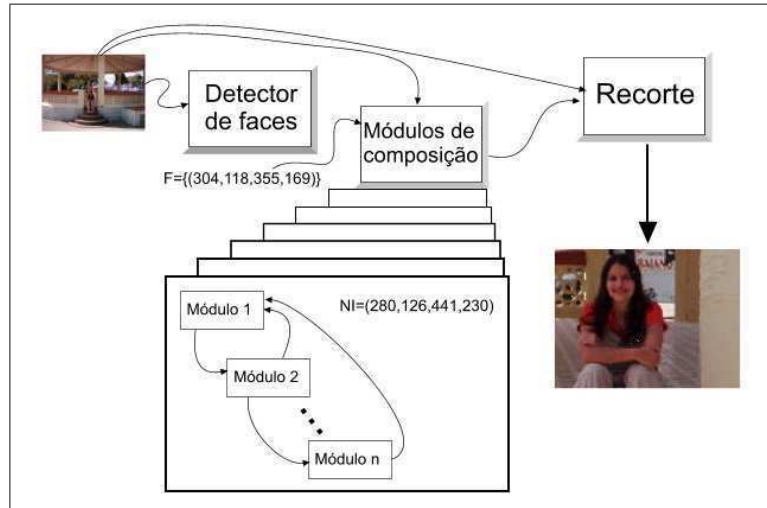 Detector
de faces
Módulos de
composição
Recorte
F={(304,118,355,169)}
NI=(280,126,441,230)
Módulo 1
Módulo 2
Módulo n